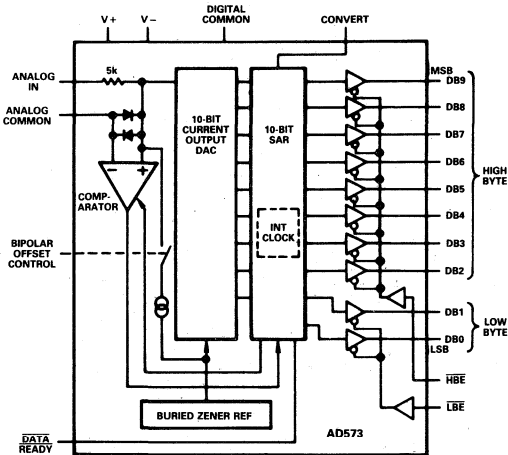 V+
V−
DIGITAL
COMMON
CONVERT
ANALOG
IN
5k
ANALOG
COMMON
10-BIT
CURRENT
OUTPUT
DAC
10-BIT
SAR
MSB
DB9
DB8
DB7
DB6
DB5
DB4
DB3
DB2
HIGH
BYTE
−
+
COMP-
ARATOR
INT
CLOCK
BIPOLAR
OFFSET
CONTROL
DB1
DB0
LSB
LOW
BYTE
HBE
LBE
BURIED ZENER REF
AD573
DATA
READY